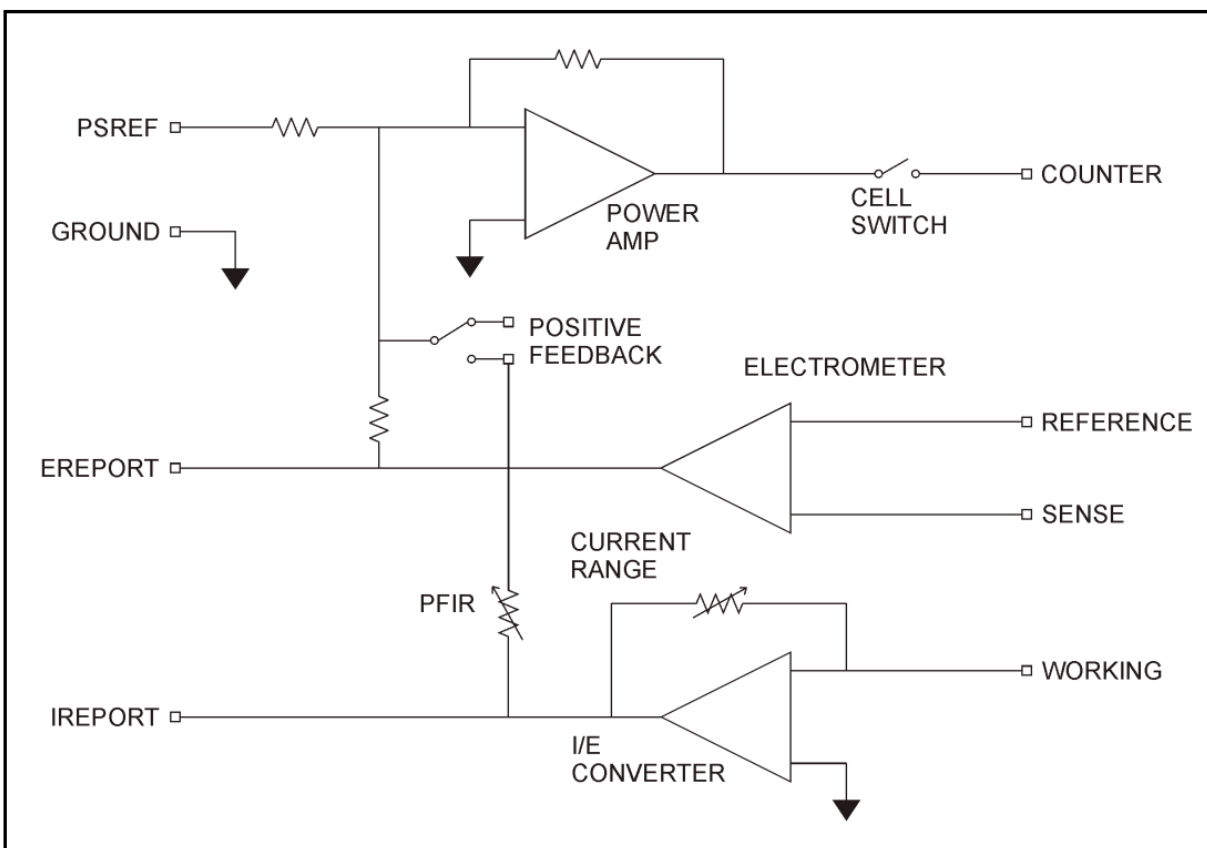 PSREF
GROUND
POWER
AMP
CELL
SWITCH
COUNTER
POSITIVE
FEEDBACK
ELECTROMETER
REFERENCE
EREPORT
SENSE
CURRENT
RANGE
PFIR
WORKING
IREPORT
I/E
CONVERTER